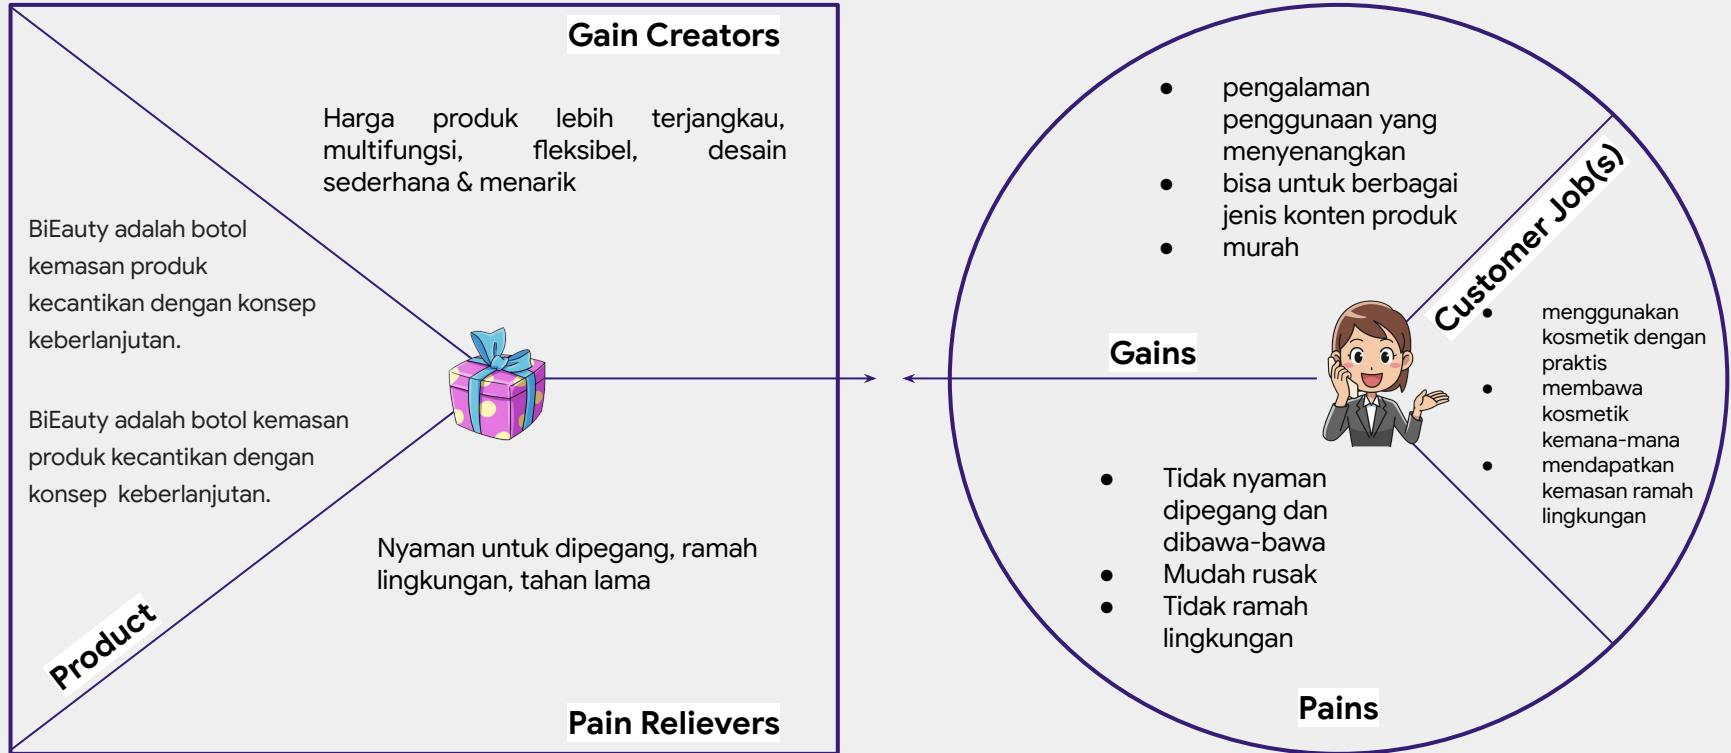 Gain Creators
Harga produk lebih terjangkau,
multifungsi, fleksibel, desain
sederhana & menarik
BiEauty adalah botol
kemasan produk
kecantikan dengan konsep
keberlanjutan.
BiEauty adalah botol kemasan
produk kecantikan dengan
konsep keberlanjutan.
Product
Nyaman untuk dipegang, ramah
lingkungan, tahan lama
Pain Relievers
● pengalaman
penggunaan yang
menyenangkan
● bisa untuk berbagai
jenis konten produk
● murah
Gains
Customer Job(s)
● menggunakan
kosmetik dengan
praktis
● membawa
kosmetik
kemana-mana
● mendapatkan
kemasan ramah
lingkungan
● Tidak nyaman
dipegang dan
dibawa-bawa
● Mudah rusak
● Tidak ramah
lingkungan
Pains